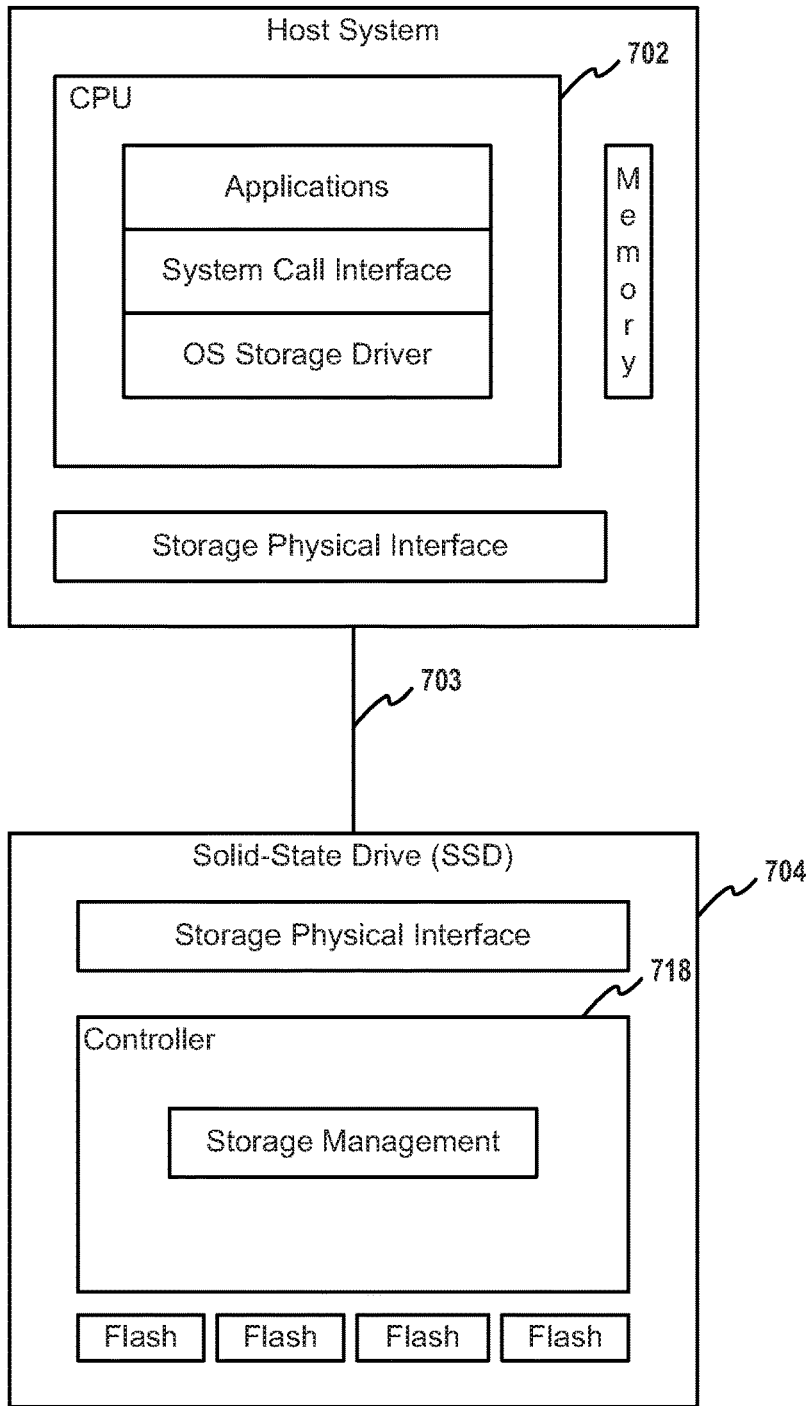 Host System
702
CPU
Applications
System Call Interface
OS Storage Driver
Memory
Storage Physical Interface
703
Solid-State Drive (SSD)
704
Storage Physical Interface
718
Controller
Storage Management
Flash Flash Flash Flash